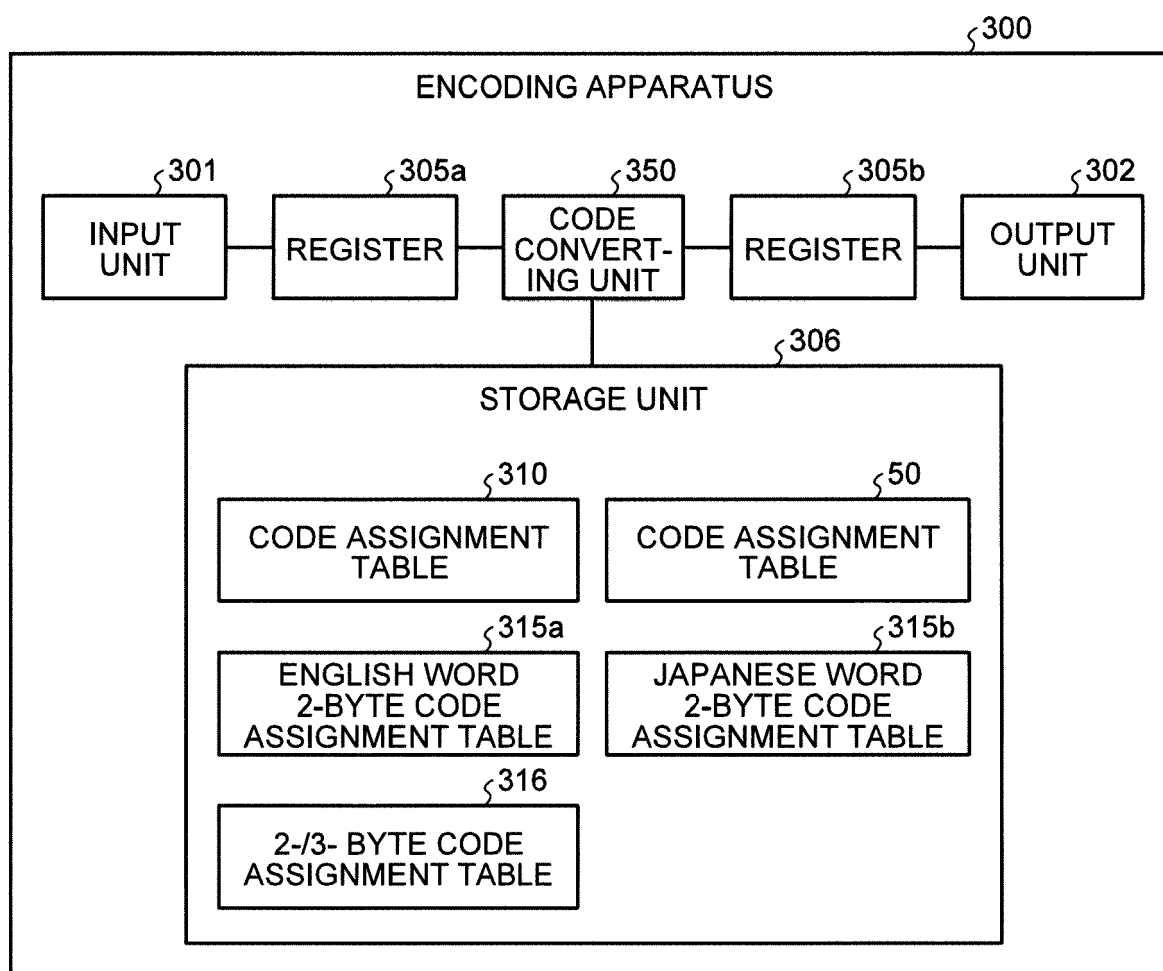 300
ENCODING APPARATUS
301
305a
350
305b
302
INPUT
UNIT
REGISTER
CODE
CONVERT-
ING UNIT
REGISTER
OUTPUT
UNIT
306
STORAGE UNIT
310
50
CODE ASSIGNMENT
TABLE
CODE ASSIGNMENT
TABLE
315a
315b
ENGLISH WORD
2-BYTE CODE
ASSIGNMENT TABLE
JAPANESE WORD
2-BYTE CODE
ASSIGNMENT TABLE
316
2-/3- BYTE CODE
ASSIGNMENT TABLE